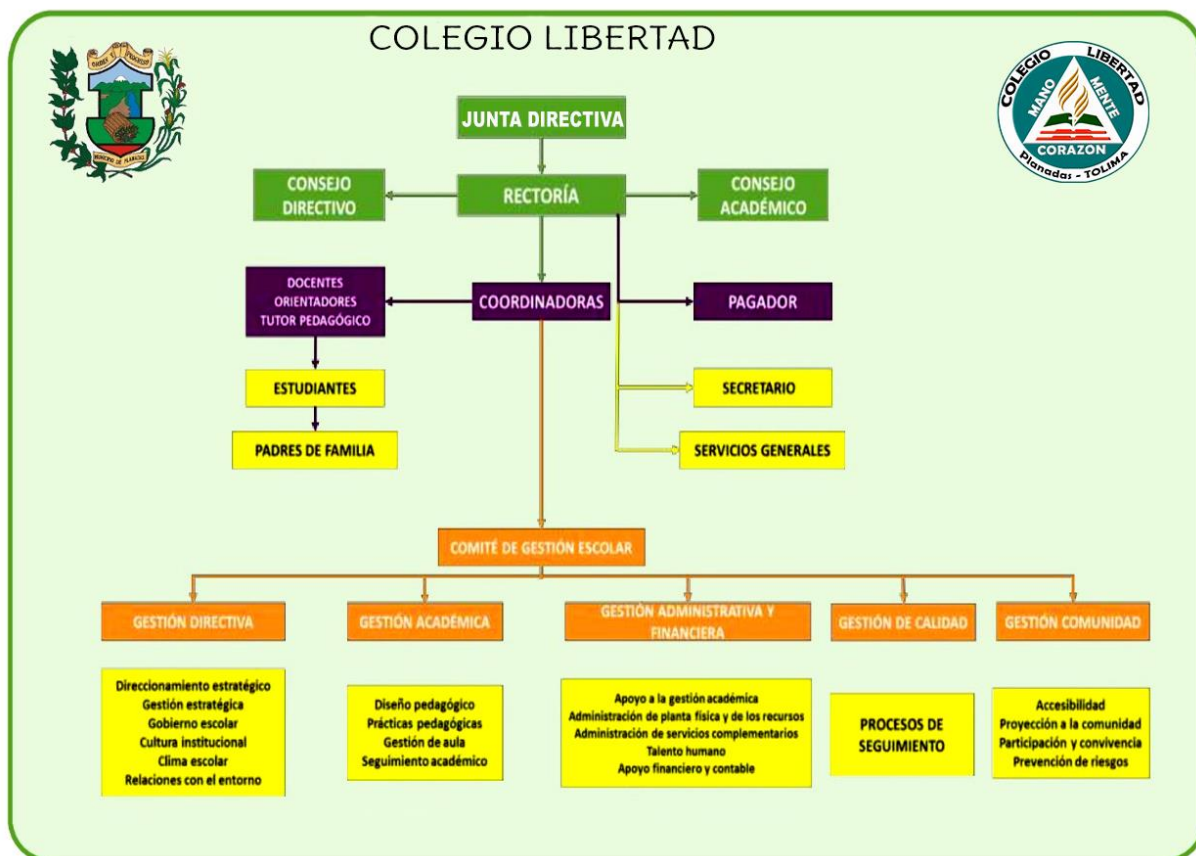 COLEGIO LIBERTAD
MUNICIPIO DE PLANADAS
COLEGIO LIBERTAD
MANO
MENTE
CORAZON
Planadas - TOLIMA
JUNTA DIRECTIVA
CONSEJO
DIRECTIVO
RECTORÍA
CONSEJO
ACADÉMICO
DOCENTES
ORIENTADORES
TUTOR PEDAGÓGICO
COORDINADORAS
PAGADOR
ESTUDIANTES
SECRETARIO
PADRES DE FAMILIA
SERVICIOS GENERALES
COMITÉ DE GESTIÓN ESCOLAR
GESTIÓN DIRECTIVA
GESTIÓN ACADÉMICA
GESTIÓN ADMINISTRATIVA Y
FINANCIERA
GESTIÓN DE CALIDAD
GESTIÓN COMUNIDAD
Direccionamiento estratégico
Gestión estratégica
Gobierno escolar
Cultura institucional
Clima escolar
Relaciones con el entorno
Diseño pedagógico
Prácticas pedagógicas
Gestión de aula
Seguimiento académico
Apoyo a la gestión académica
Administración de planta física y de los recursos
Administración de servicios complementarios
Talento humano
Apoyo financiero y contable
PROCESOS DE
SEGUIMIENTO
Accesibilidad
Proyección a la comunidad
Participación y convivencia
Prevención de riesgos